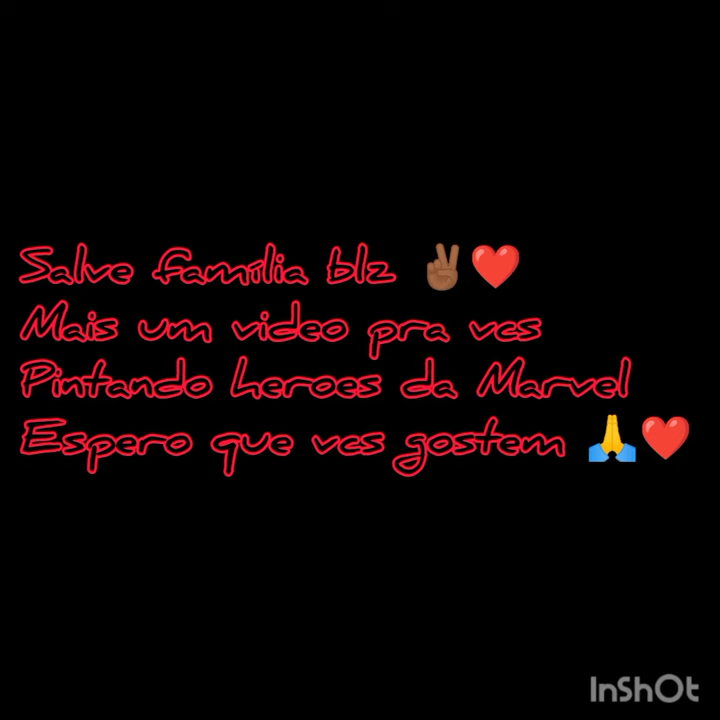 Salve família blz ✌🏾❤️
Mais um video pra vcs
Pintando heroes da Marvel
Espero que vcs gostem 🙏❤️
InShOt